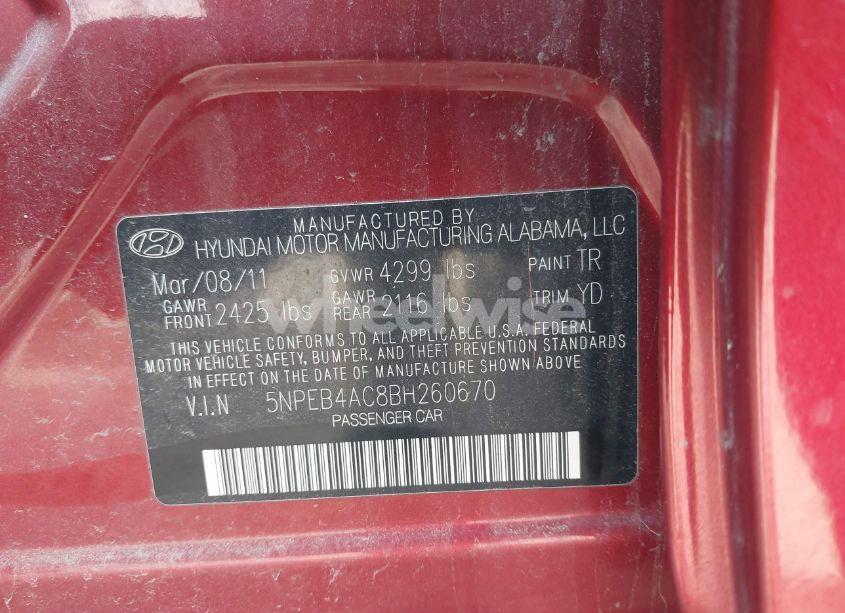 MANUFACTURED BY
HYUNDAI MOTOR MANUFACTURING ALABAMA, LLC
Mar/08/11 GVWR 4299 lbs PAINT TR
GAWR FRONT 2425 lbs GAWR REAR 2116 lbs TRIM YD
wheelwise
THIS VEHICLE CONFORMS TO ALL APPLICABLE U.S.A. FEDERAL
MOTOR VEHICLE SAFETY, BUMPER, AND THEFT PREVENTION STANDARDS
IN EFFECT ON THE DATE OF MANUFACTURE SHOWN ABOVE
V.I.N 5NPEB4AC8BH260670
PASSENGER CAR